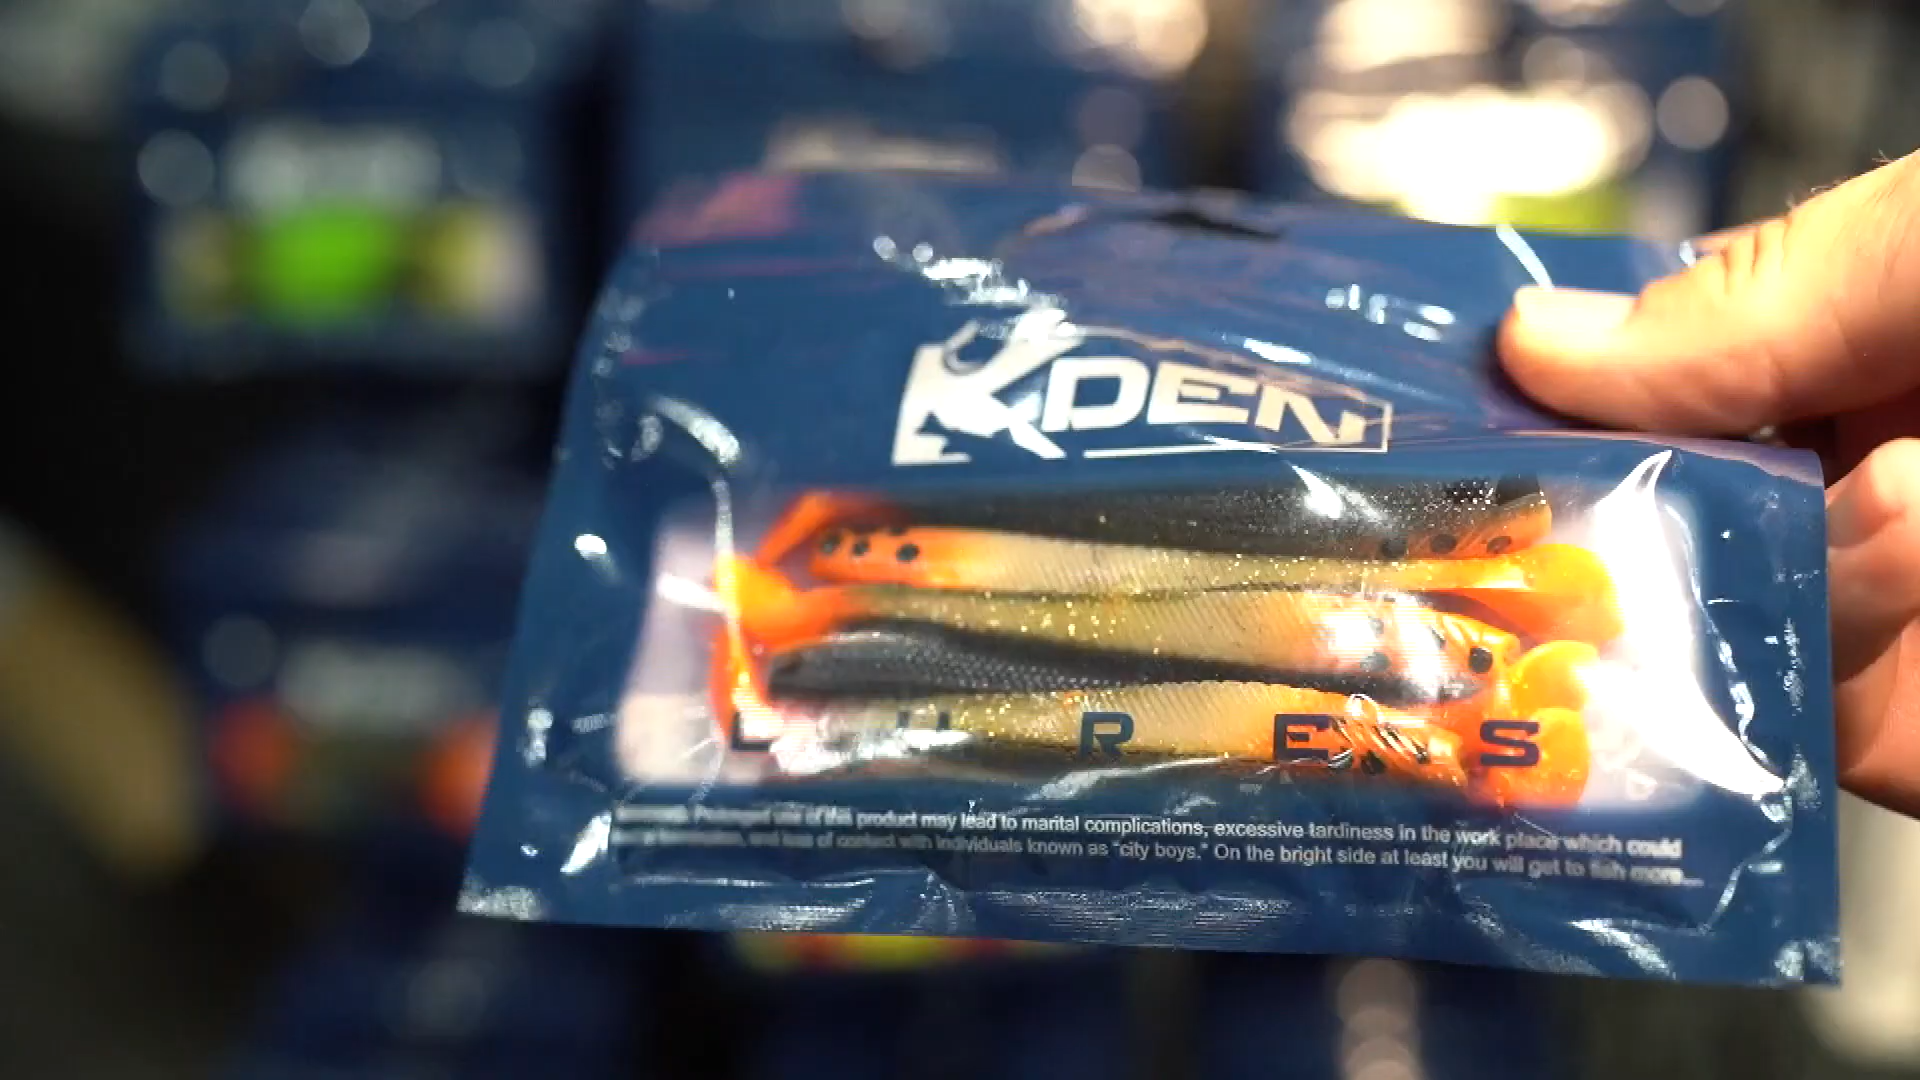 KDEN
L U R E S
Prolonged use of this product may lead to marital complications, excessive tardiness in the work place which could
termination, and loss of contact with individuals known as "city boys." On the bright side at least you will get to fish more...